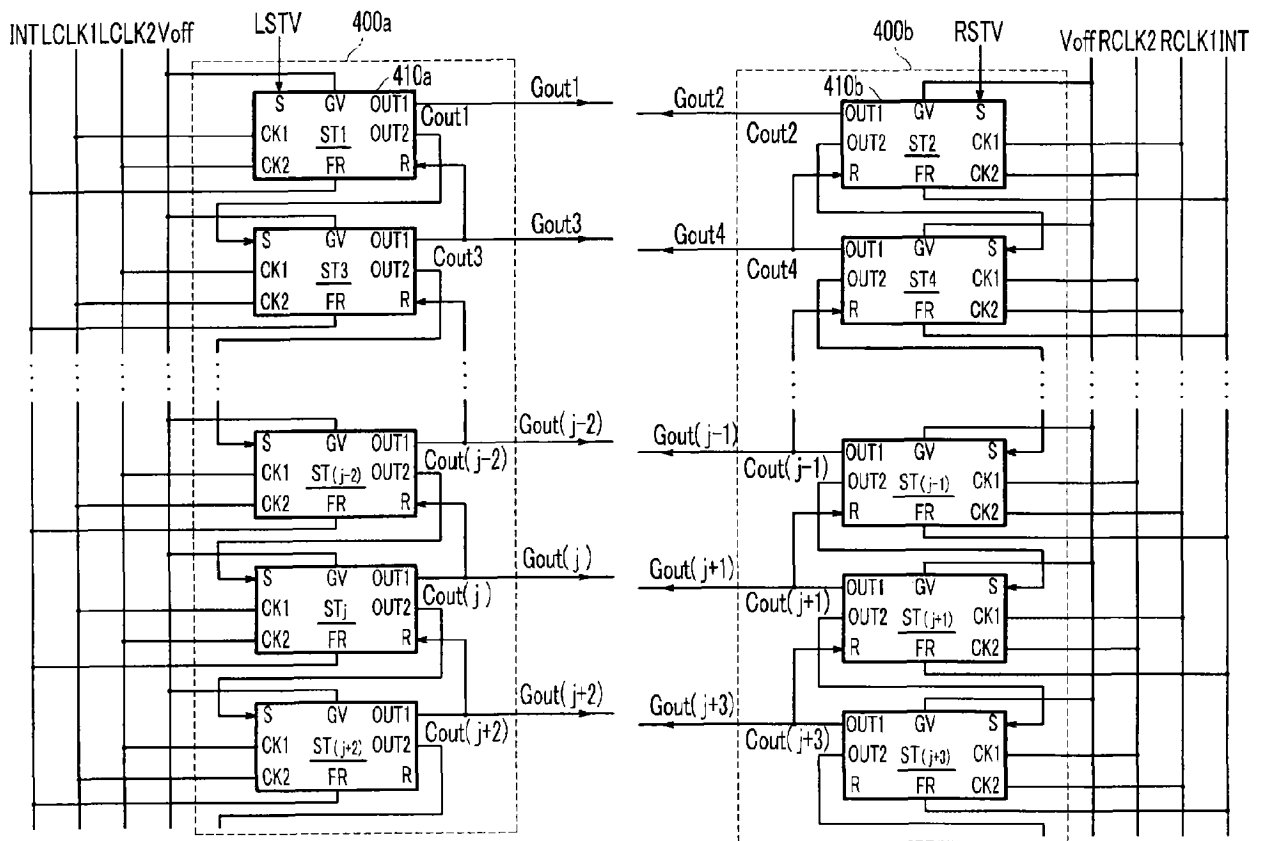 INT LCLK1 LCLK2 Voff LSTV 400a
400b RSTV Voff RCLK2 RCLK1 INT
410a
S GV OUT1
CK1 ST1 OUT2
CK2 FR R
Gout1
Cout1
S GV OUT1
CK1 ST3 OUT2
CK2 FR R
Gout3
Cout3
S GV OUT1
CK1 ST(j-2) OUT2
CK2 FR R
Gout(j-2)
Cout(j-2)
S GV OUT1
CK1 STj OUT2
CK2 FR R
Gout(j)
Cout(j)
S GV OUT1
CK1 ST(j+2) OUT2
CK2 FR R
Gout(j+2)
Cout(j+2)
410b
Gout2
Cout2
OUT1 GV S
OUT2 ST2 CK1
R FR CK2
Gout4
Cout4
OUT1 GV S
OUT2 ST4 CK1
R FR CK2
Gout(j-1)
Cout(j-1)
OUT1 GV S
OUT2 ST(j-1) CK1
R FR CK2
Gout(j+1)
Cout(j+1)
OUT1 GV S
OUT2 ST(j+1) CK1
R FR CK2
Gout(j+3)
Cout(j+3)
OUT1 GV S
OUT2 ST(j+3) CK1
R FR CK2